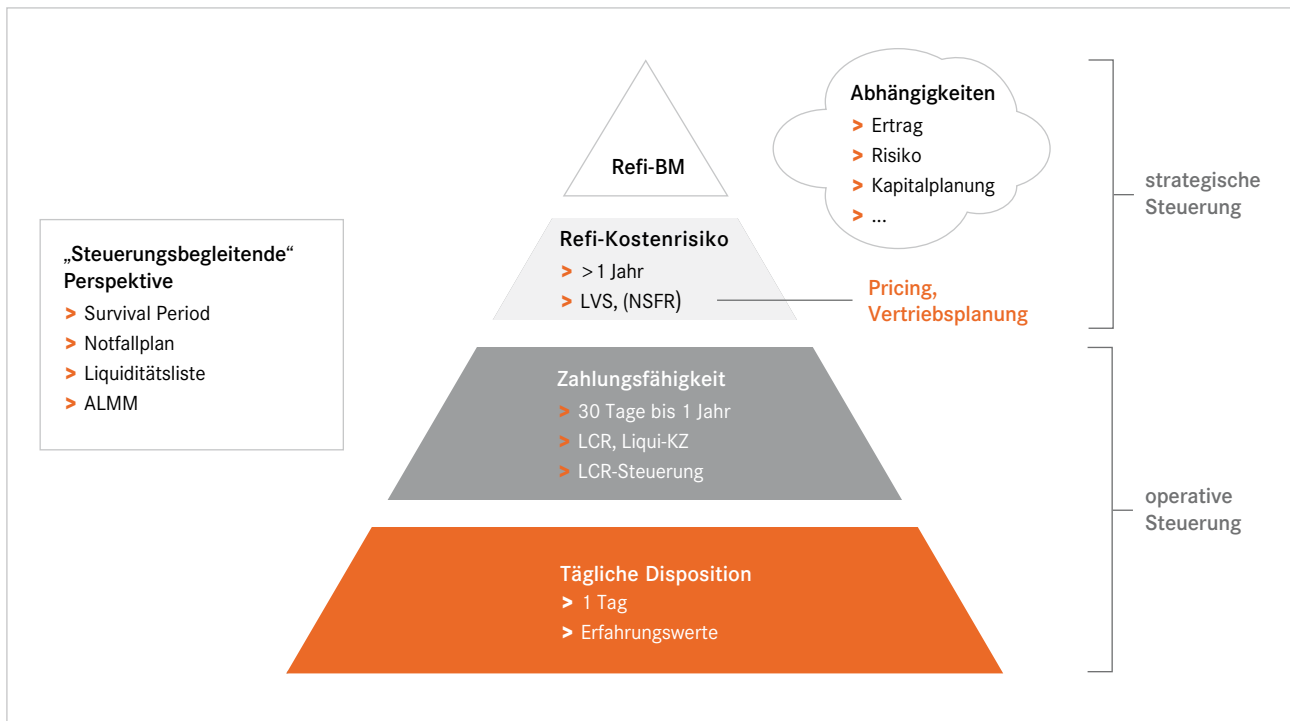 Refi-BM
Abhängigkeiten
> Ertrag
> Risiko
> Kapitalplanung
> ...
strategische
Steuerung
„Steuerungsbegleitende“
Perspektive
> Survival Period
> Notfallplan
> Liquiditätsliste
> ALMM
Refi-Kostenrisiko
> > 1 Jahr
> LVS, (NSFR)
Pricing,
Vertriebsplanung
Zahlungsfähigkeit
> 30 Tage bis 1 Jahr
> LCR, Liqui-KZ
> LCR-Steuerung
operative
Steuerung
Tägliche Disposition
> 1 Tag
> Erfahrungswerte